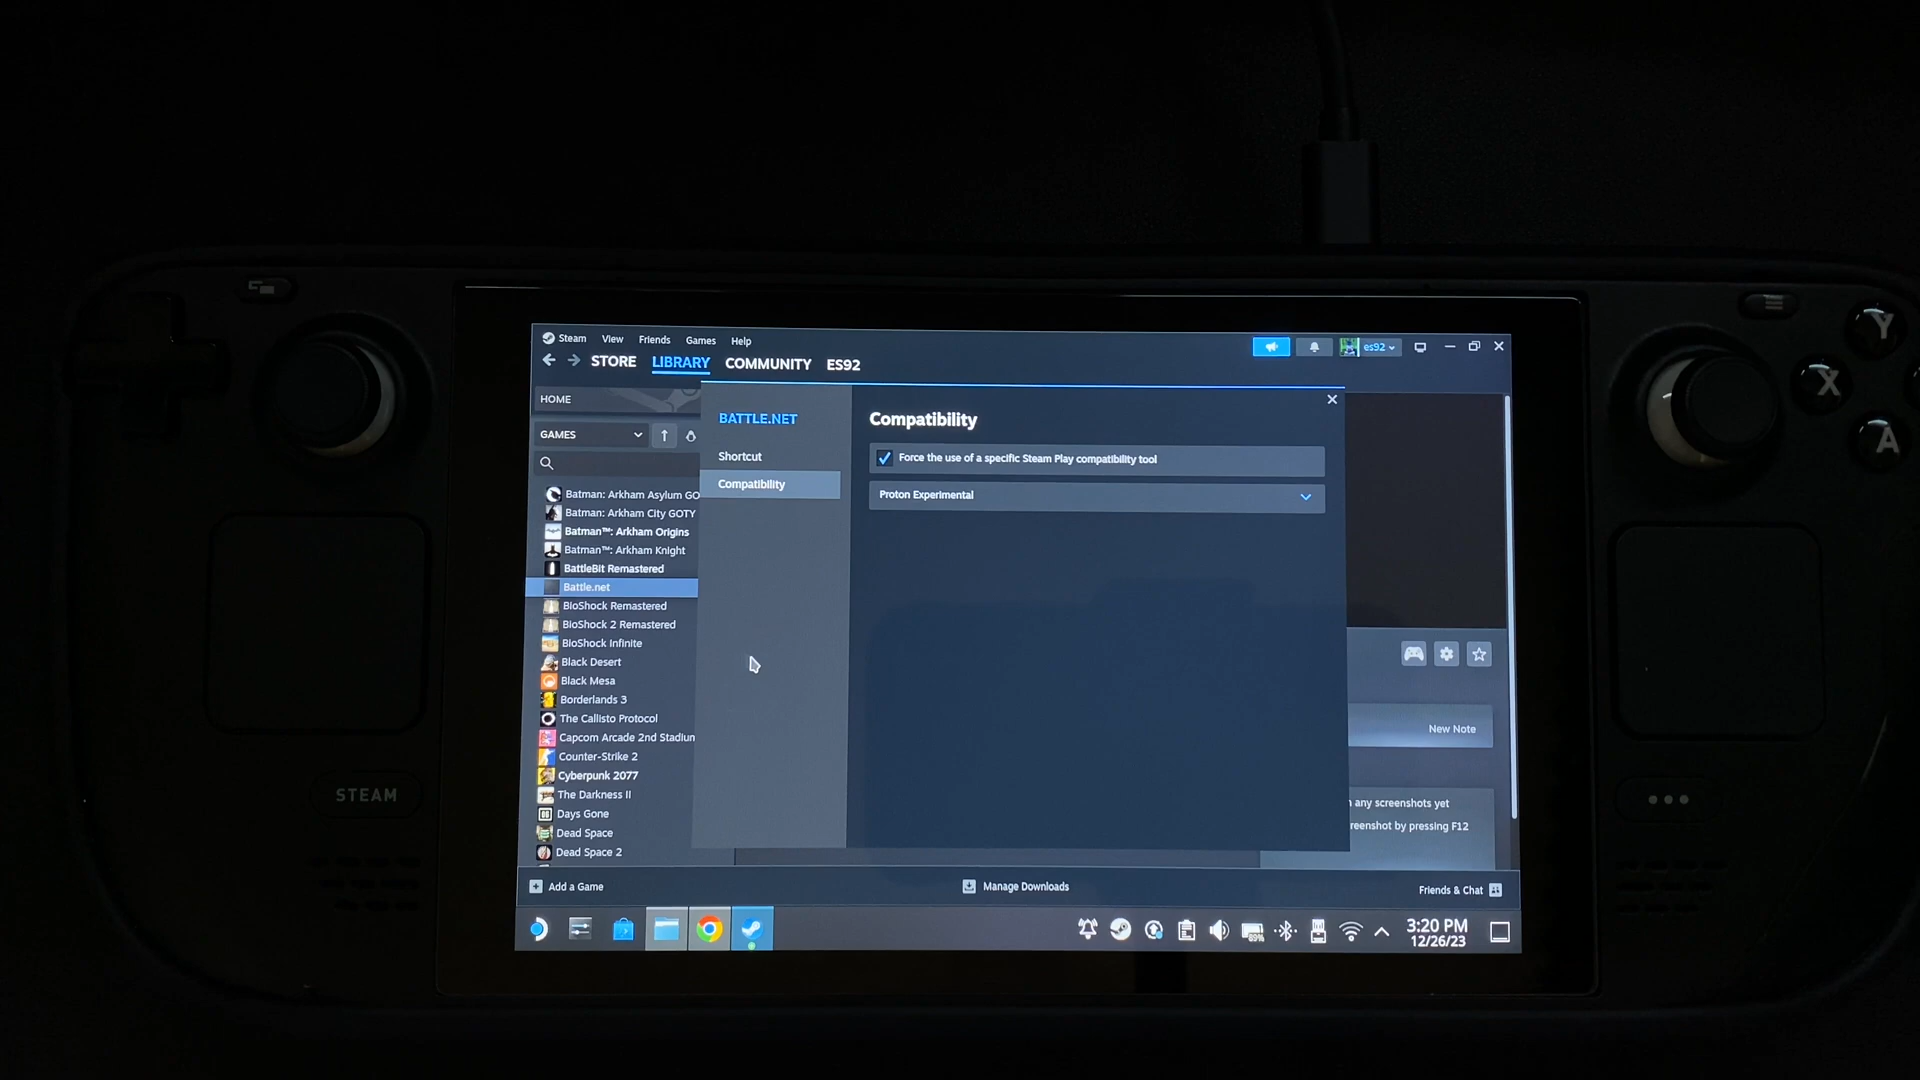 Steam View Friends Games Help
es92
STORE LIBRARY COMMUNITY ES92
HOME
GAMES
Batman: Arkham Asylum GO
Batman: Arkham City GOTY
Batman™: Arkham Origins
Batman™: Arkham Knight
BattleBit Remastered
Battle.net
BioShock Remastered
BioShock 2 Remastered
BioShock Infinite
Black Desert
Black Mesa
Borderlands 3
The Callisto Protocol
Capcom Arcade 2nd Stadium
Counter-Strike 2
Cyberpunk 2077
The Darkness II
Days Gone
Dead Space
Dead Space 2
BATTLE.NET
Shortcut
Compatibility
Compatibility
Force the use of a specific Steam Play compatibility tool
Proton Experimental
New Note
any screenshots yet
reenshot by pressing F12
Add a Game
Manage Downloads
Friends & Chat
89%
3:20 PM
12/26/23
STEAM
Y
X
A